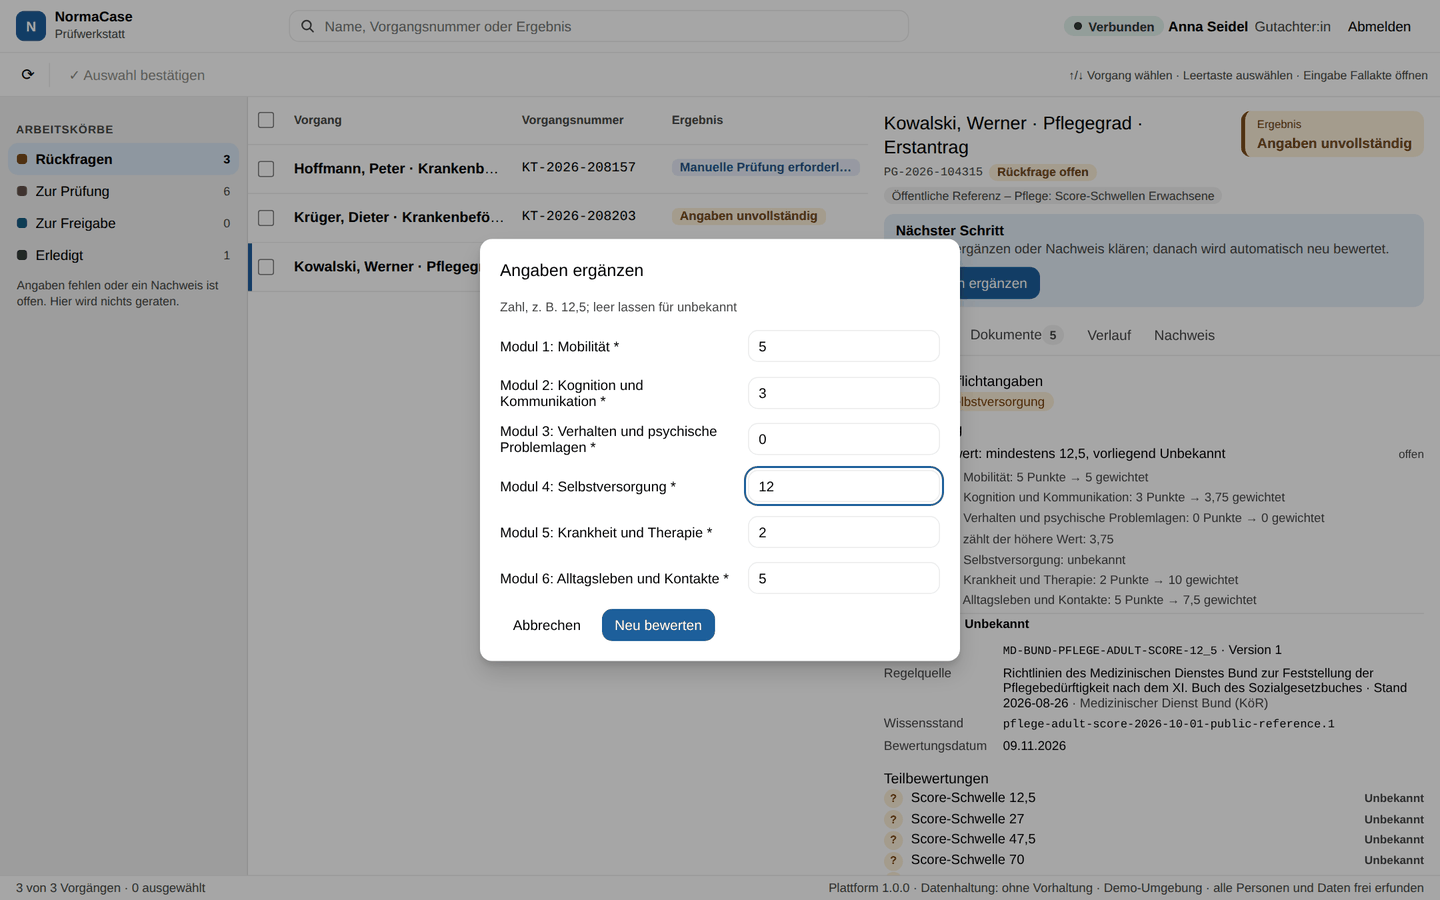 N
NormaCase
Prüfwerkstatt
Name, Vorgangsnummer oder Ergebnis
Verbunden
Anna Seidel Gutachter:in
Abmelden
⟳
✓ Auswahl bestätigen
↑/↓ Vorgang wählen · Leertaste auswählen · Eingabe Fallakte öffnen
ARBEITSKÖRBE
Rückfragen 3
Zur Prüfung 6
Zur Freigabe 0
Erledigt 1
Angaben fehlen oder ein Nachweis ist
offen. Hier wird nichts geraten.
Vorgang Vorgangsnummer Ergebnis
Hoffmann, Peter · Krankenb… KT-2026-208157 Manuelle Prüfung erforderl…
Krüger, Dieter · Krankenbefö… KT-2026-208203 Angaben unvollständig
Kowalski, Werner · Pflegeg
Kowalski, Werner · Pflegegrad ·
Erstantrag
Ergebnis
Angaben unvollständig
PG-2026-104315 Rückfrage offen
Öffentliche Referenz – Pflege: Score-Schwellen Erwachsene
Nächster Schritt
ergänzen oder Nachweis klären; danach wird automatisch neu bewertet.
ergänzen
Dokumente 5
Verlauf
Nachweis
flichtangaben
lbstversorgung
wert: mindestens 12,5, vorliegend Unbekannt offen
Mobilität: 5 Punkte → 5 gewichtet
Kognition und Kommunikation: 3 Punkte → 3,75 gewichtet
Verhalten und psychische Problemlagen: 0 Punkte → 0 gewichtet
zählt der höhere Wert: 3,75
Selbstversorgung: unbekannt
Krankheit und Therapie: 2 Punkte → 10 gewichtet
Alltagsleben und Kontakte: 5 Punkte → 7,5 gewichtet
Unbekannt
MD-BUND-PFLEGE-ADULT-SCORE-12_5 · Version 1
Regelquelle Richtlinien des Medizinischen Dienstes Bund zur Feststellung der
Pflegebedürftigkeit nach dem XI. Buch des Sozialgesetzbuches · Stand
2026-08-26 · Medizinischer Dienst Bund (KöR)
Wissensstand pflege-adult-score-2026-10-01-public-reference.1
Bewertungsdatum 09.11.2026
Teilbewertungen
? Score-Schwelle 12,5 Unbekannt
? Score-Schwelle 27 Unbekannt
? Score-Schwelle 47,5 Unbekannt
? Score-Schwelle 70 Unbekannt
Angaben ergänzen
Zahl, z. B. 12,5; leer lassen für unbekannt
Modul 1: Mobilität * 5
Modul 2: Kognition und
Kommunikation * 3
Modul 3: Verhalten und psychische
Problemlagen * 0
Modul 4: Selbstversorgung * 12
Modul 5: Krankheit und Therapie * 2
Modul 6: Alltagsleben und Kontakte * 5
Abbrechen
Neu bewerten
3 von 3 Vorgängen · 0 ausgewählt
Plattform 1.0.0 · Datenhaltung: ohne Vorhaltung · Demo-Umgebung · alle Personen und Daten frei erfunden